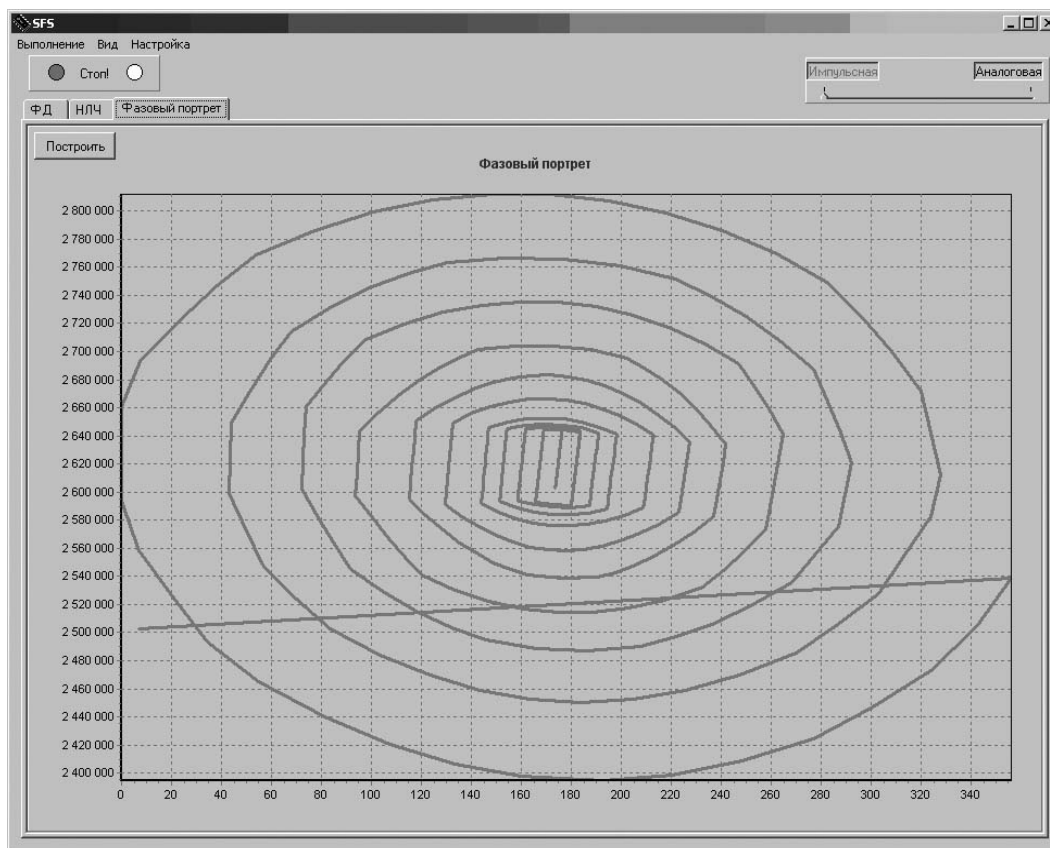 SFS
Выполнение Вид Настройка
Стоп!
Импульсная Аналоговая
ФД НЛЧ Фазовый портрет
Построить
Фазовый портрет
2 800 000
2 780 000
2 760 000
2 740 000
2 720 000
2 700 000
2 680 000
2 660 000
2 640 000
2 620 000
2 600 000
2 580 000
2 560 000
2 540 000
2 520 000
2 500 000
2 480 000
2 460 000
2 440 000
2 420 000
2 400 000
0 20 40 60 80 100 120 140 160 180 200 220 240 260 280 300 320 340